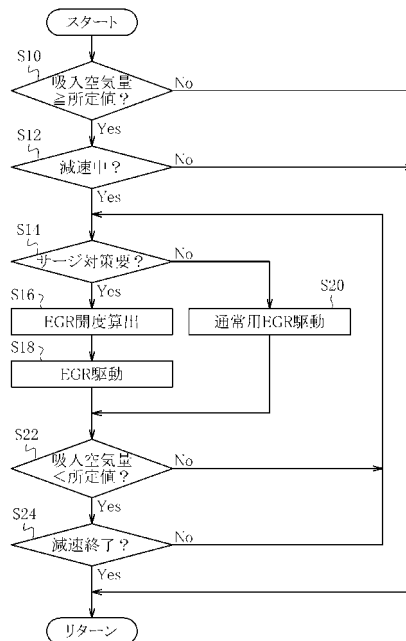 スタート
S10
吸入空気量
≧所定値？
No
Yes
S12
減速中？
No
Yes
S14
サージ対策要？
No
Yes
S16
EGR開度算出
S20
通常用EGR駆動
S18
EGR駆動
S22
吸入空気量
＜所定値？
No
Yes
S24
減速終了？
No
Yes
リターン